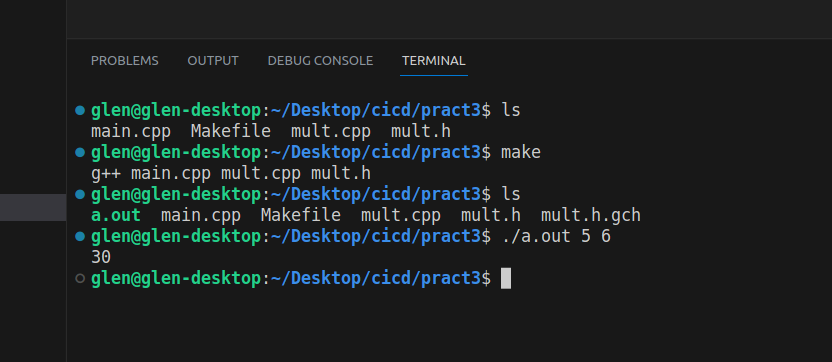 PROBLEMS OUTPUT DEBUG CONSOLE TERMINAL
glen@glen-desktop:~/Desktop/cicd/pract3$ ls
main.cpp  Makefile  mult.cpp  mult.h
glen@glen-desktop:~/Desktop/cicd/pract3$ make
g++ main.cpp mult.cpp mult.h
glen@glen-desktop:~/Desktop/cicd/pract3$ ls
a.out  main.cpp  Makefile  mult.cpp  mult.h  mult.h.gch
glen@glen-desktop:~/Desktop/cicd/pract3$ ./a.out 5 6
30
glen@glen-desktop:~/Desktop/cicd/pract3$